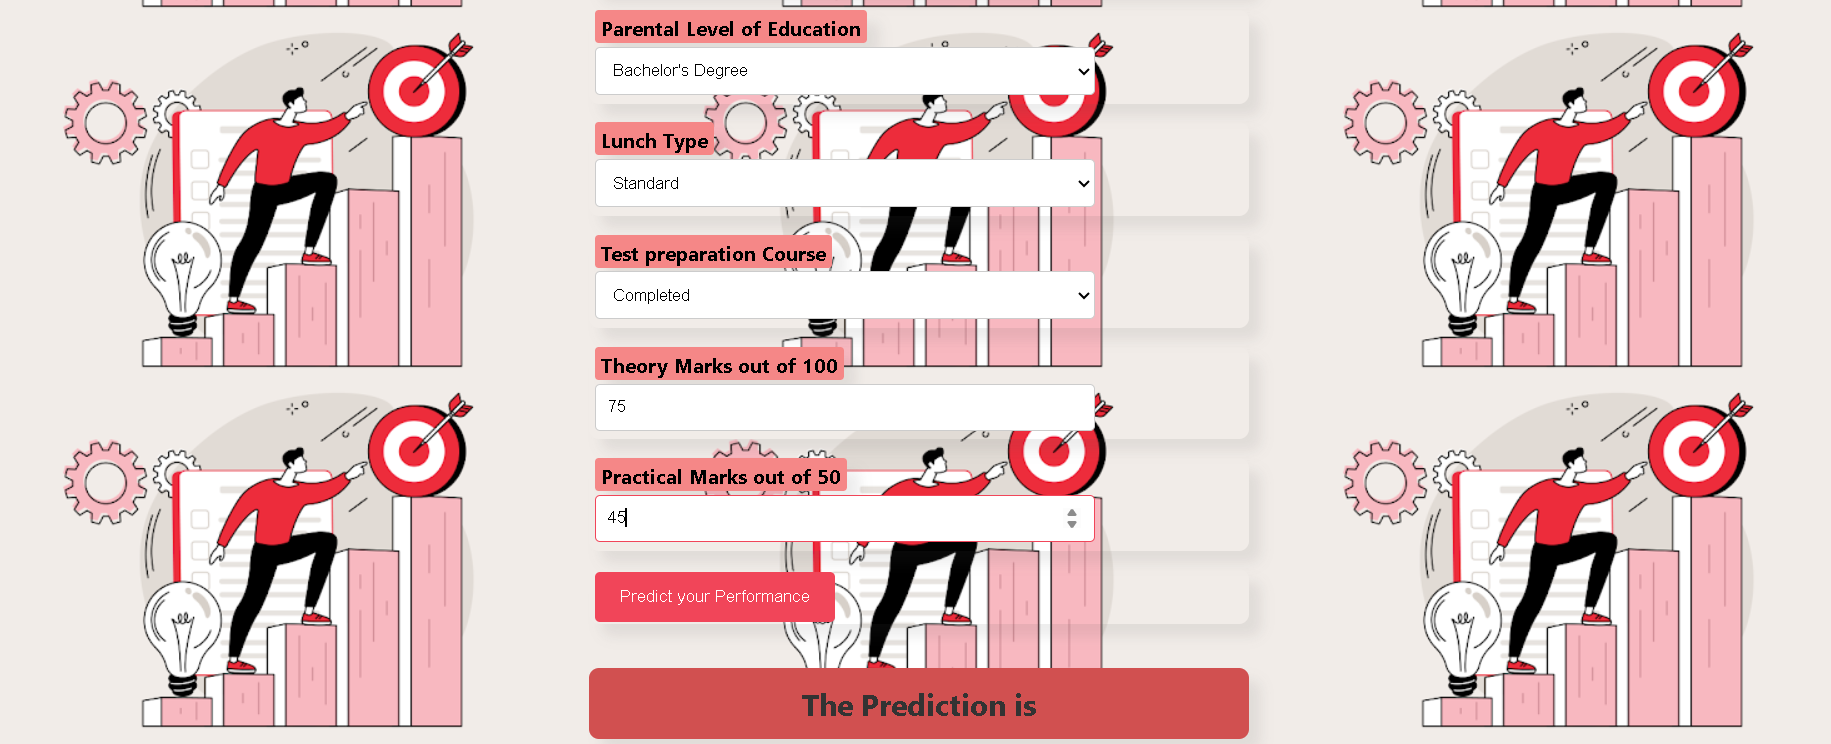 Parental Level of Education
Bachelor's Degree
Lunch Type
Standard
Test preparation Course
Completed
Theory Marks out of 100
75
Practical Marks out of 50
45
Predict your Performance
The Prediction is